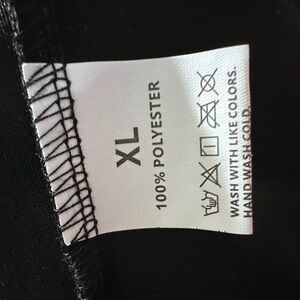 XL
100% POLYESTER
WASH WITH LIKE COLORS.
HAND WASH COLD.